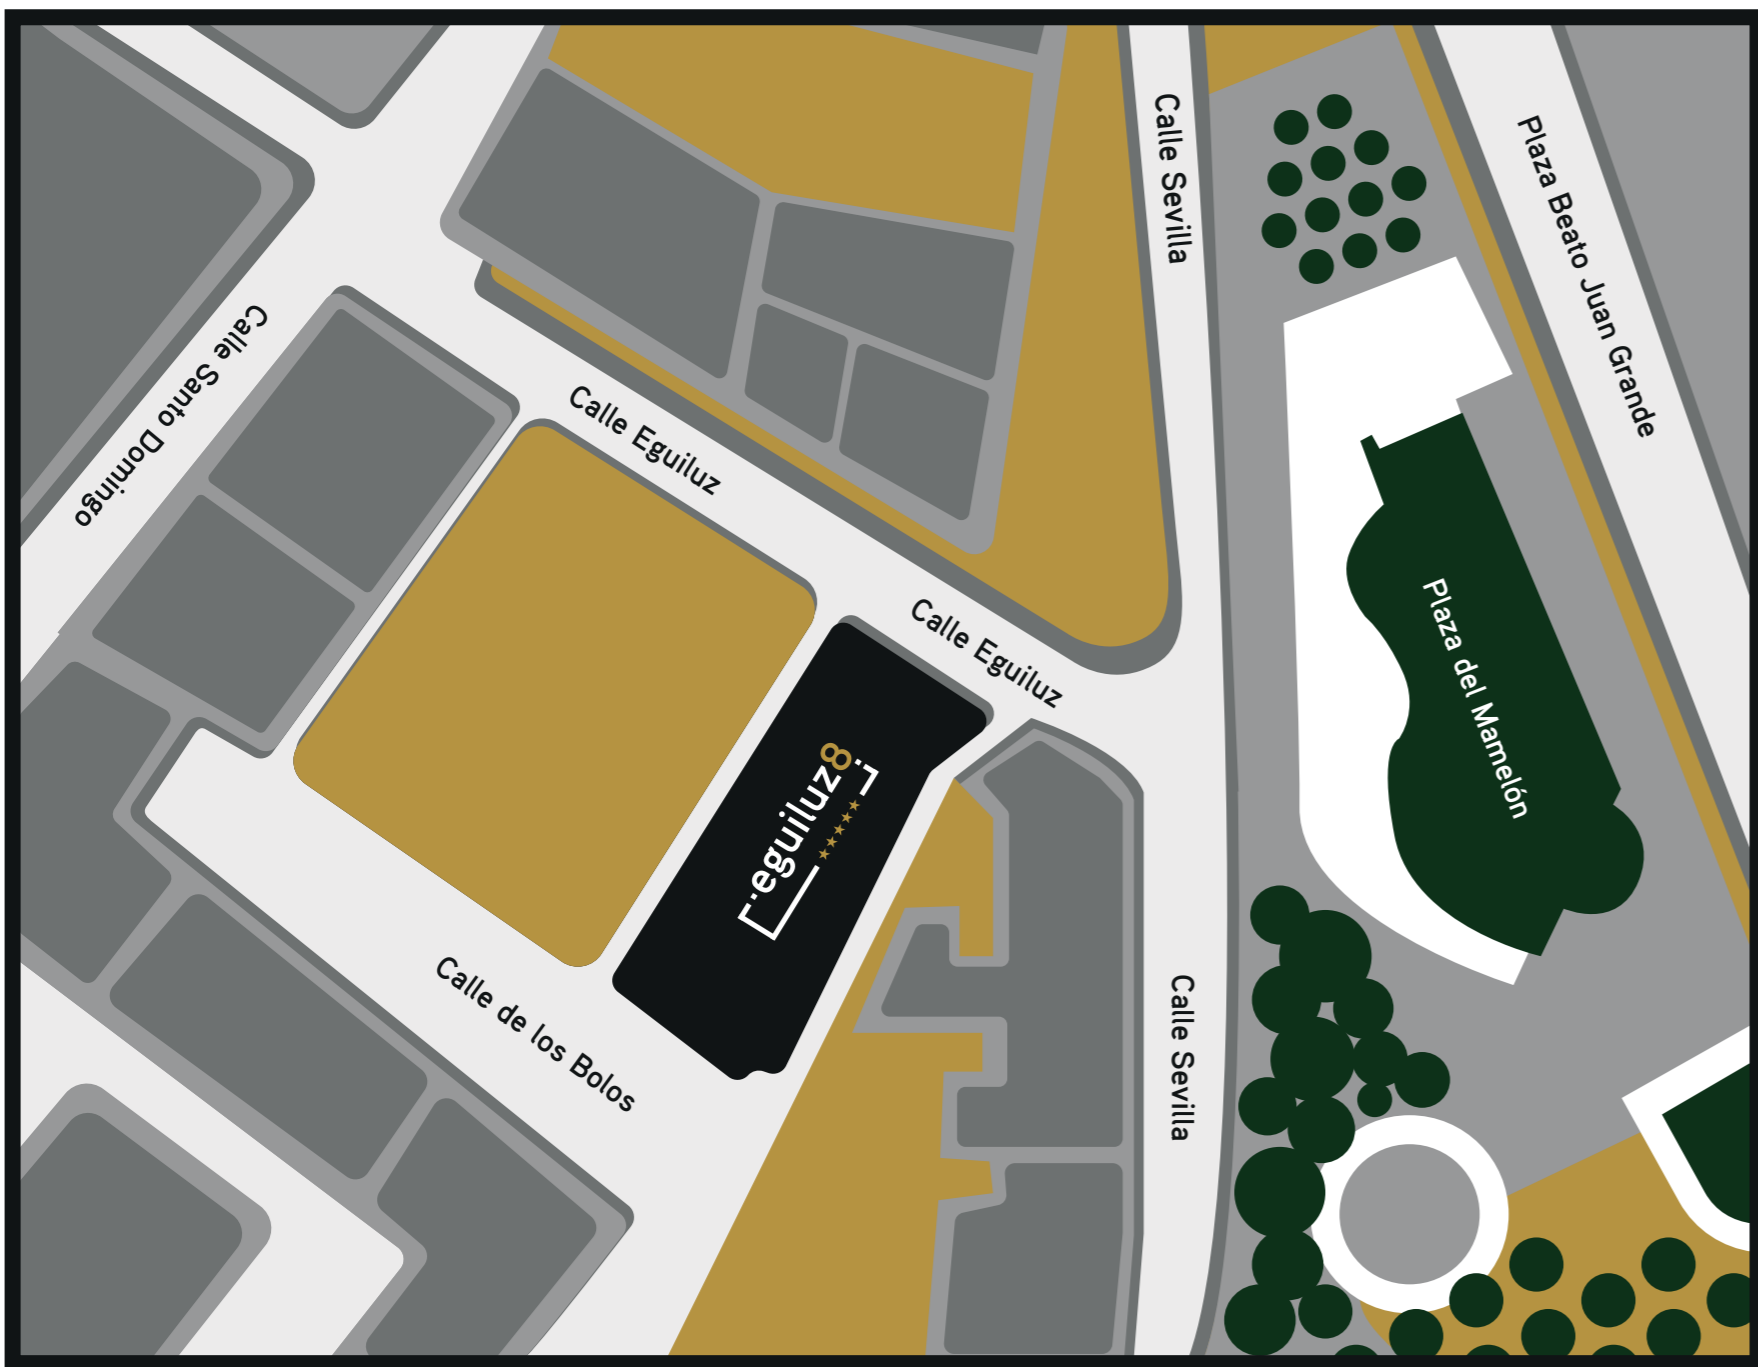 Calle Sevilla
Plaza Beato Juan Grande
Calle Santo Domingo
Calle Eguiluz
Calle Eguiluz
Plaza del Mamelón
eguiluz8
Calle de los Bolos
Calle Sevilla